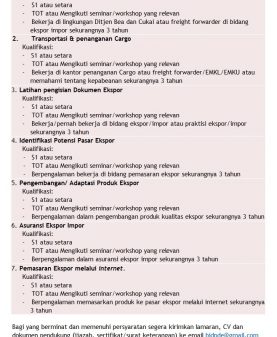 - S1 atau setara
- TOT atau Mengikuti seminar/workshop yang relevan
- Bekerja di lingkungan Ditjen Bea dan Cukai atau freight forwarder di bidang
ekspor impor sekurangnya 3 tahun
2. Transportasi & penanganan Cargo
Kualifikasi:
- S1 atau setara
- TOT atau Mengikuti seminar/workshop yang relevan
- Bekerja di kantor penanganan Cargo atau freight forwarder/EMKL/EMKU atau
memahami tentang kepabeanan sekurangnya 3 tahun
3. Latihan pengisian Dokumen Ekspor
Kualifikasi:
- S1 atau setara
- TOT atau Mengikuti seminar/workshop yang relevan
- Bekerja/pernah bekerja di bidang ekspor/impor atau praktisi ekspor/impor
sekurangnya 3 tahun
4. Identifikasi Potensi Pasar Ekspor
Kualifikasi:
- S1 atau setara
- TOT atau Mengikuti seminar/workshop yang relevan
- Berpengalaman bekerja di bidang pemasaran ekspor sekurangnya 3 tahun
5. Pengembangan/ Adaptasi Produk Ekspor
Kualifikasi:
- S1 atau setara
- TOT atau Mengikuti seminar/workshop yang relevan
- Berpengalaman dalam pengembangan produk kualitas ekspor sekurangnya 3 tahun
6. Asuransi Ekspor Impor
Kualifikasi:
- S1 atau setara
- TOT atau Mengikuti seminar/workshop yang relevan
- Berpengalaman dalam asuransi ekspor impor sekurangnya 3 tahun
7. Pemasaran Ekspor melalui Internet.
Kualifikasi:
- S1 atau setara
- TOT atau Mengikuti seminar/workshop yang relevan
- Berpengalaman memasarkan produk ke pasar ekspor melalui internet sekurangnya
3 tahun
Bagi yang berminat dan memenuhi persyaratan segera kirimkan lamaran, CV dan
dokumen pendukung (ijazah, sertifikat/surat keterangan) ke email